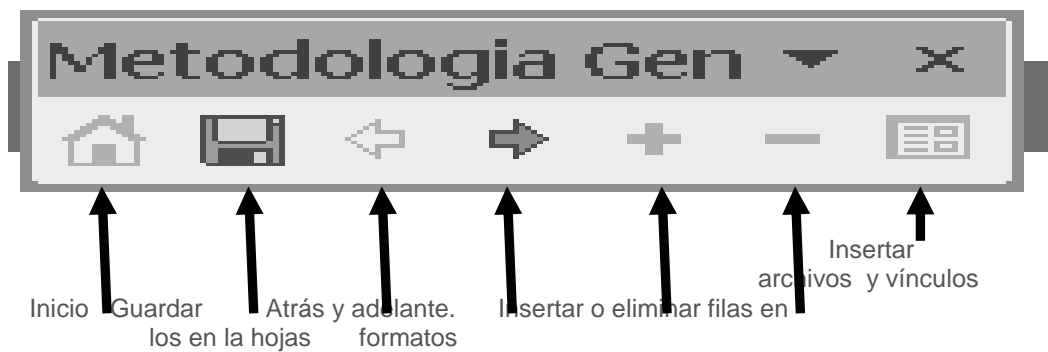 Metodologia Gen
Insertar
archivos y vínculos
Inicio Guardar Atrás y adelante. Insertar o eliminar filas en
los en la hojas formatos